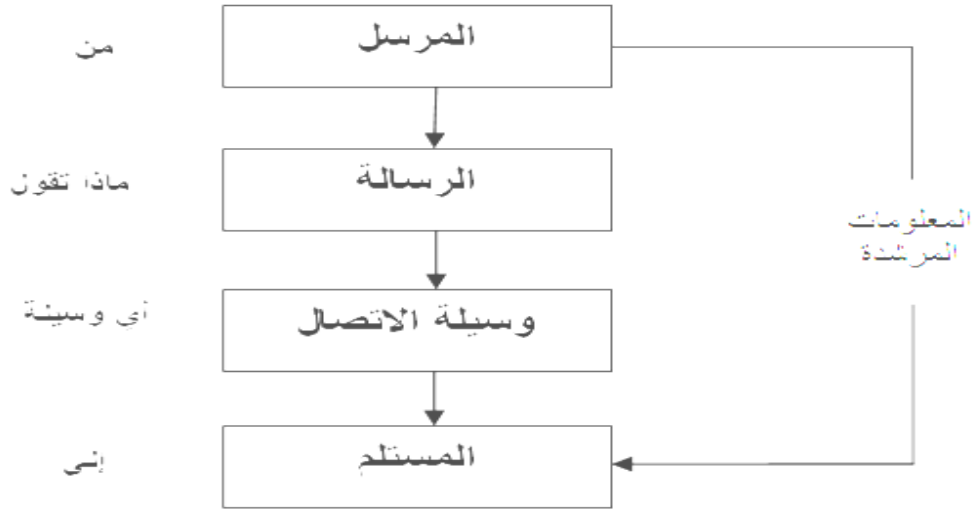 المرسل
من
الرسالة
ماذا تقول
المعلومات
المرتدة
وسيلة الاتصال
أي وسيلة
المستلم
إلى